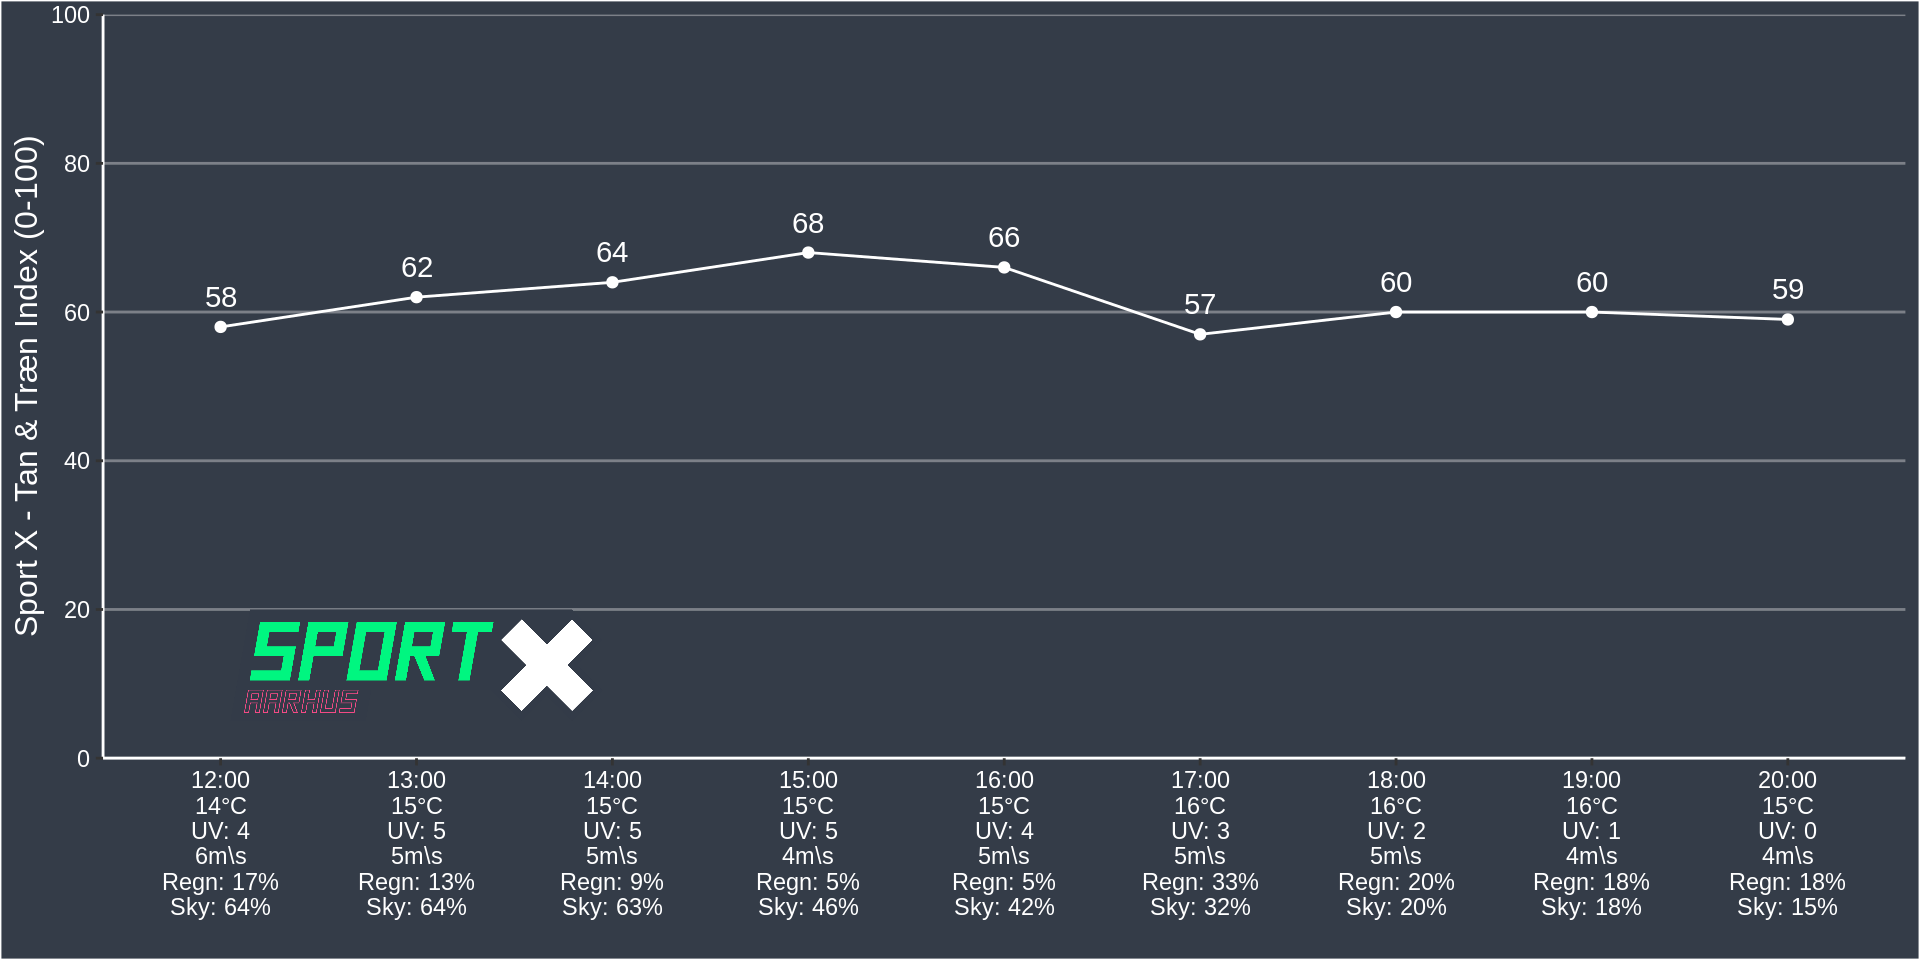 Sport X - Tan & Træn Index (0-100)
100
80
60
40
20
0
58
62
64
68
66
57
60
60
59
SPORT X
AARHUS
12:00 13:00 14:00 15:00 16:00 17:00 18:00 19:00 20:00
14°C 15°C 15°C 15°C 15°C 16°C 16°C 16°C 15°C
UV: 4 UV: 5 UV: 5 UV: 5 UV: 4 UV: 3 UV: 2 UV: 1 UV: 0
6m\s 5m\s 5m\s 4m\s 5m\s 5m\s 5m\s 4m\s 4m\s
Regn: 17% Regn: 13% Regn: 9% Regn: 5% Regn: 5% Regn: 33% Regn: 20% Regn: 18% Regn: 18%
Sky: 64% Sky: 64% Sky: 63% Sky: 46% Sky: 42% Sky: 32% Sky: 20% Sky: 18% Sky: 15%